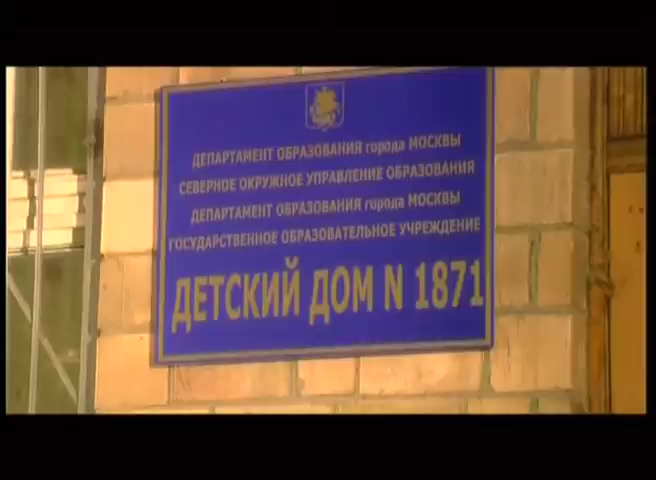 ДЕПАРТАМЕНТ ОБРАЗОВАНИЯ города МОСКВЫ
СЕВЕРНОЕ ОКРУЖНОЕ УПРАВЛЕНИЕ ОБРАЗОВАНИЯ
ДЕПАРТАМЕНТ ОБРАЗОВАНИЯ города МОСКВЫ
ГОСУДАРСТВЕННОЕ ОБРАЗОВАТЕЛЬНОЕ УЧРЕЖДЕНИЕ
ДЕТСКИЙ ДОМ N 1871